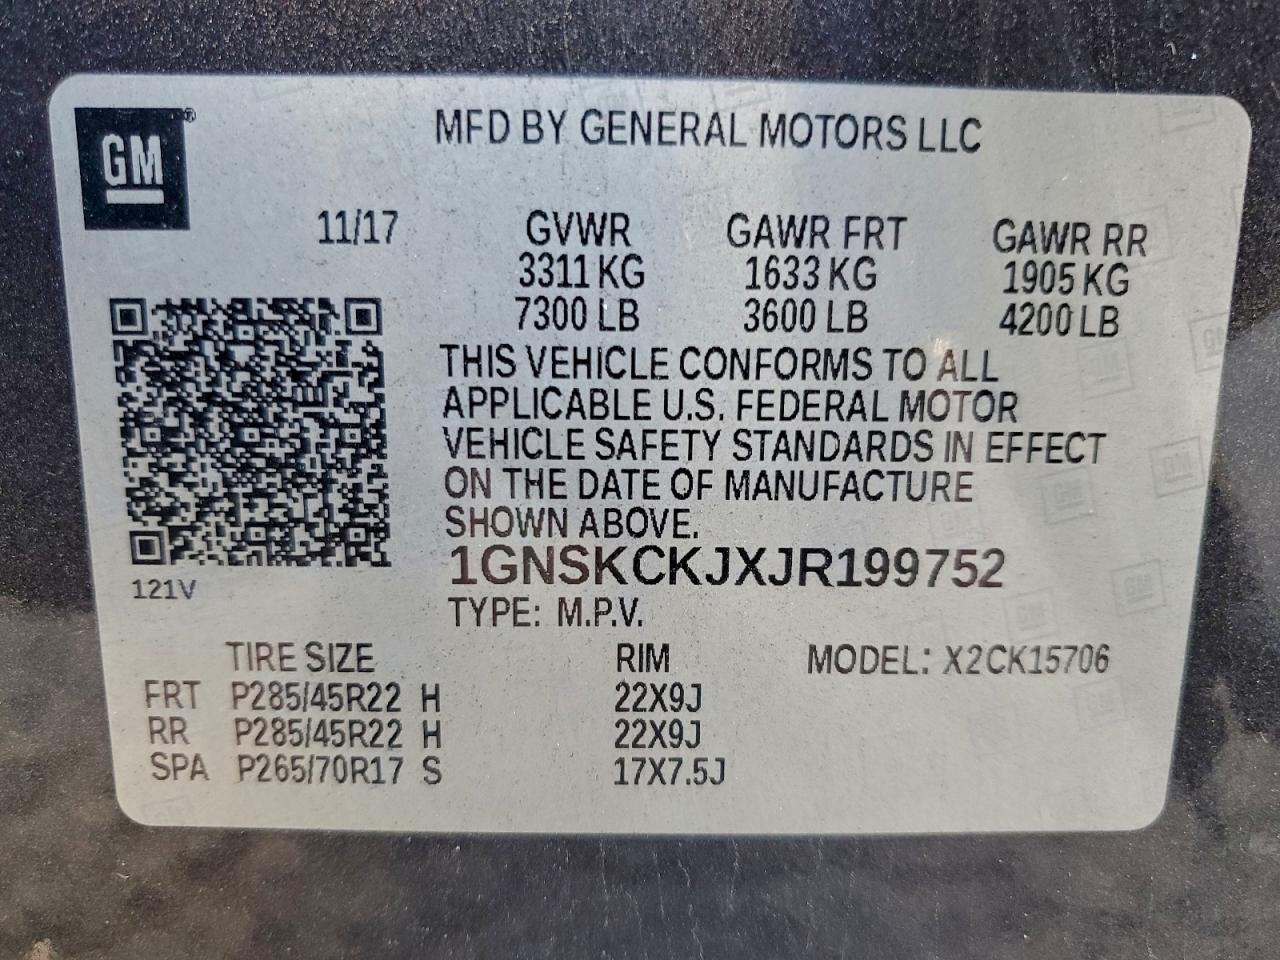 GM
MFD BY GENERAL MOTORS LLC
11/17 GVWR GAWR FRT GAWR RR
3311 KG 1633 KG 1905 KG
7300 LB 3600 LB 4200 LB
THIS VEHICLE CONFORMS TO ALL
APPLICABLE U.S. FEDERAL MOTOR
VEHICLE SAFETY STANDARDS IN EFFECT
ON THE DATE OF MANUFACTURE
SHOWN ABOVE.
1GNSKCKJXJR199752
121V
TYPE: M.P.V.
TIRE SIZE RIM MODEL: X2CK15706
FRT P285/45R22 H 22X9J
RR P285/45R22 H 22X9J
SPA P265/70R17 S 17X7.5J